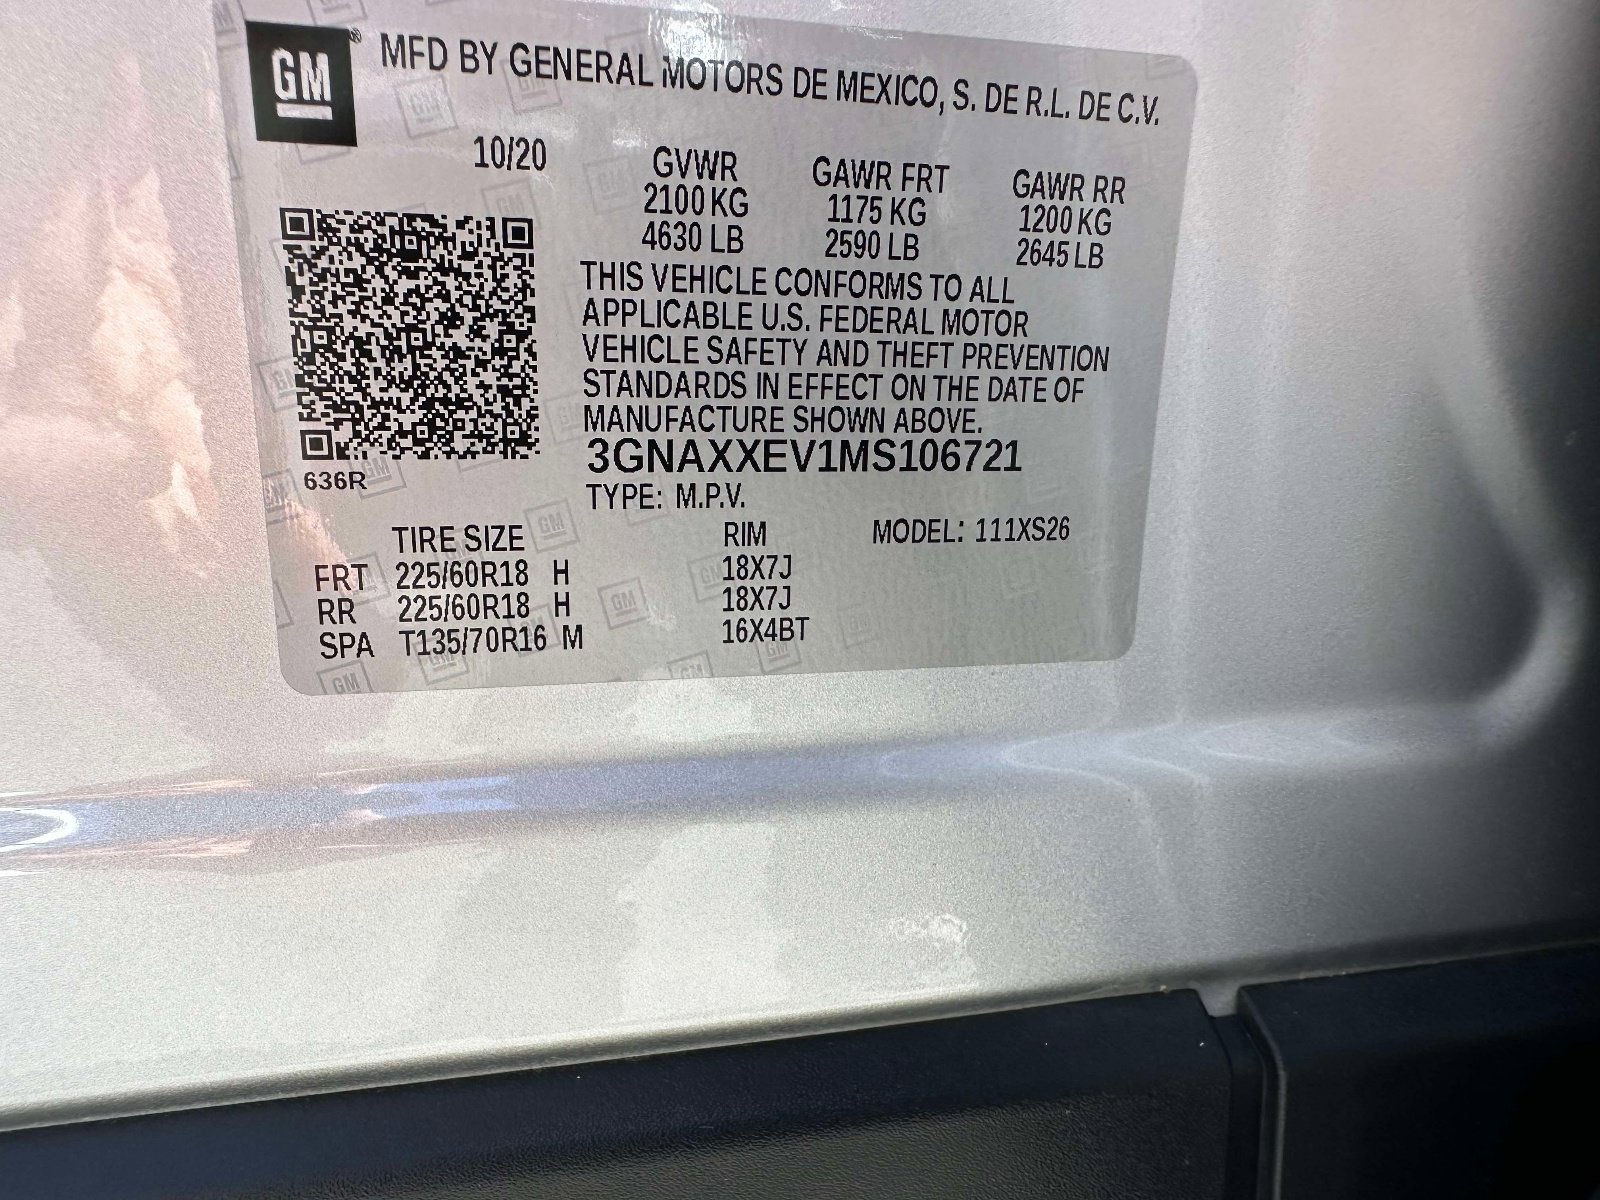 GM® MFD BY GENERAL MOTORS DE MEXICO, S. DE R.L. DE C.V.
10/20 GVWR GAWR FRT GAWR RR
2100 KG 1175 KG 1200 KG
4630 LB 2590 LB 2645 LB
THIS VEHICLE CONFORMS TO ALL
APPLICABLE U.S. FEDERAL MOTOR
VEHICLE SAFETY AND THEFT PREVENTION
STANDARDS IN EFFECT ON THE DATE OF
MANUFACTURE SHOWN ABOVE.
3GNAXXEV1MS106721
636R
TYPE: M.P.V.
TIRE SIZE RIM MODEL: 111XS26
FRT 225/60R18 H 18X7J
RR 225/60R18 H 18X7J
SPA T135/70R16 M 16X4BT